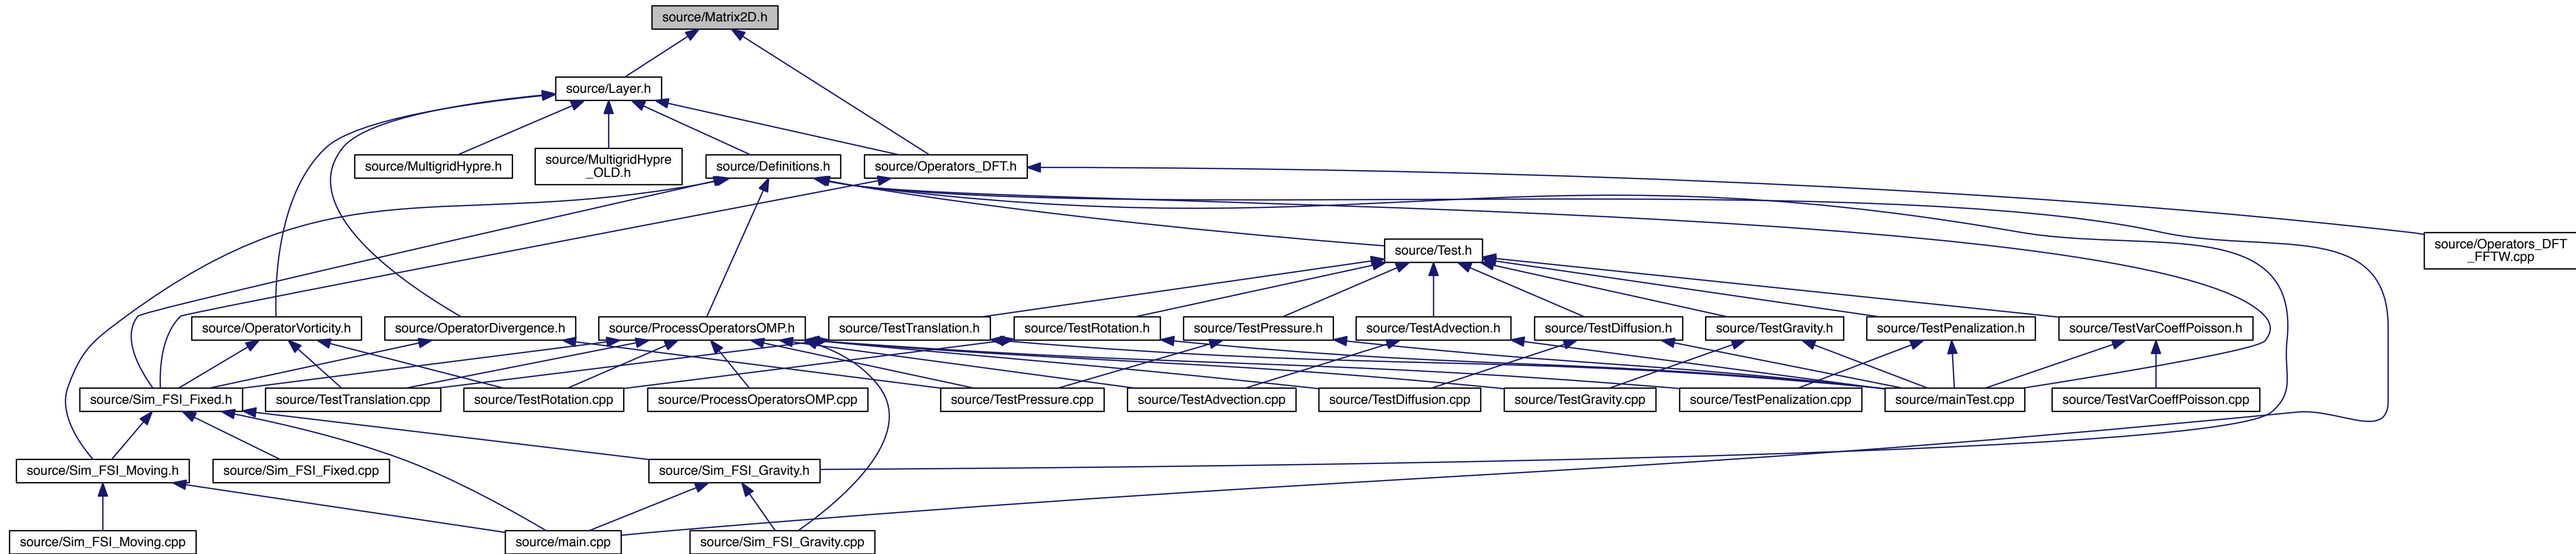 source/Matrix2D.h
source/Layer.h
source/MultigridHypre.h
source/MultigridHypre
_OLD.h
source/Definitions.h
source/Operators_DFT.h
source/Test.h
source/Operators_DFT
_FFTW.cpp
source/OperatorVorticity.h
source/OperatorDivergence.h
source/ProcessOperatorsOMP.h
source/TestTranslation.h
source/TestRotation.h
source/TestPressure.h
source/TestAdvection.h
source/TestDiffusion.h
source/TestGravity.h
source/TestPenalization.h
source/TestVarCoeffPoisson.h
source/Sim_FSI_Fixed.h
source/TestTranslation.cpp
source/TestRotation.cpp
source/ProcessOperatorsOMP.cpp
source/TestPressure.cpp
source/TestAdvection.cpp
source/TestDiffusion.cpp
source/TestGravity.cpp
source/TestPenalization.cpp
source/mainTest.cpp
source/TestVarCoeffPoisson.cpp
source/Sim_FSI_Moving.h
source/Sim_FSI_Fixed.cpp
source/Sim_FSI_Gravity.h
source/Sim_FSI_Moving.cpp
source/main.cpp
source/Sim_FSI_Gravity.cpp